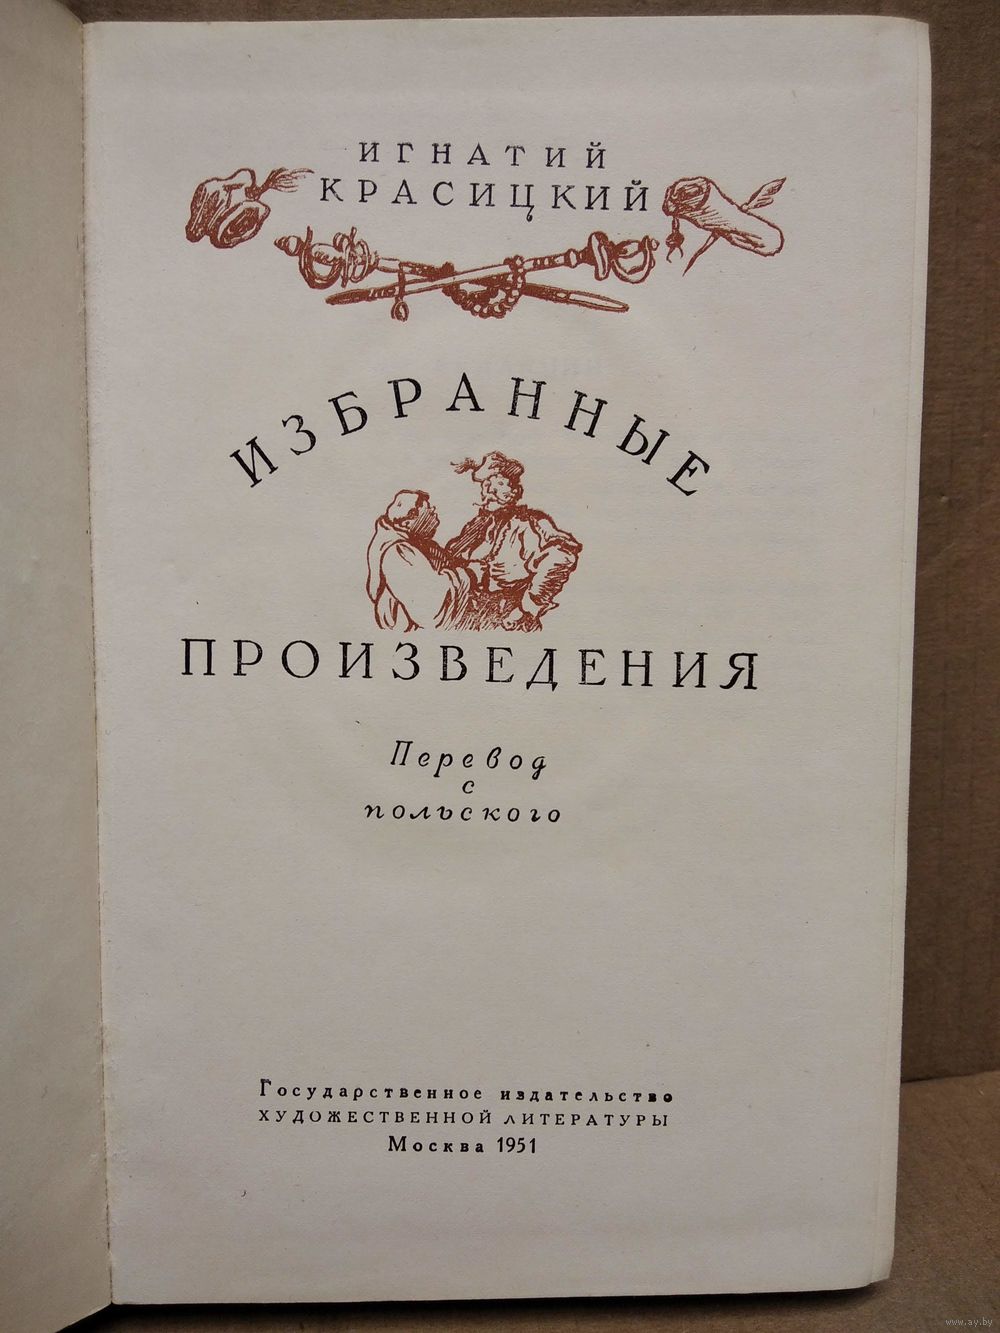 ИГНАТИЙ
КРАСИЦКИЙ
ИЗБРАННЫЕ
ПРОИЗВЕДЕНИЯ
Перевод
с
польского
Государственное издательство
ХУДОЖЕСТВЕННОЙ ЛИТЕРАТУРЫ
Москва 1951
www.ay.by